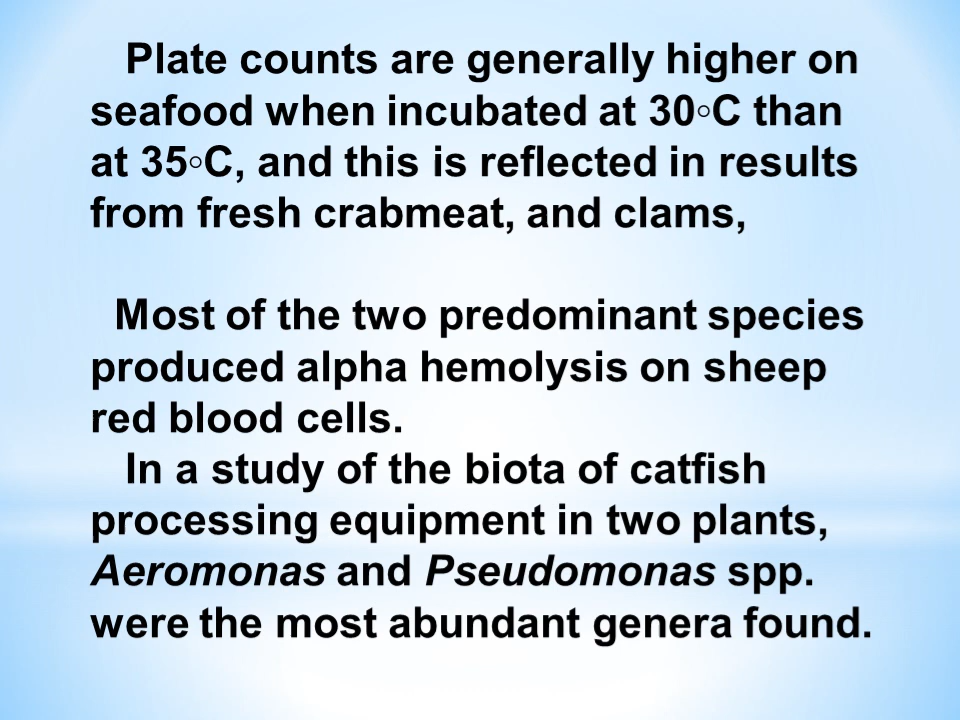 Plate counts are generally higher on
seafood when incubated at 30◦C than
at 35◦C, and this is reflected in results
from fresh crabmeat, and clams,
Most of the two predominant species
produced alpha hemolysis on sheep
red blood cells.
In a study of the biota of catfish
processing equipment in two plants,
Aeromonas and Pseudomonas spp.
were the most abundant genera found.